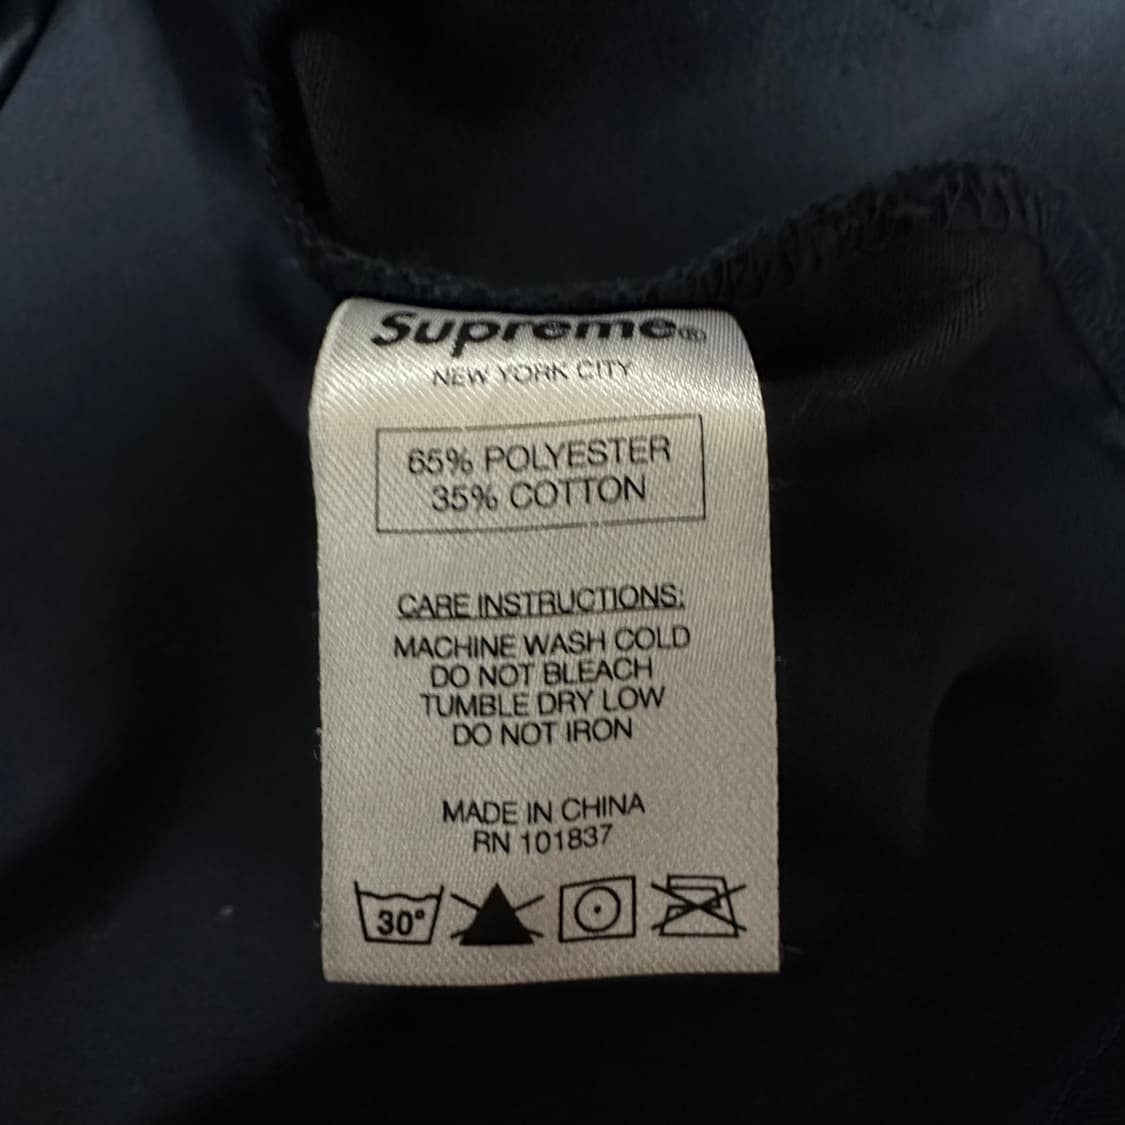 Supreme®
NEW YORK CITY
65% POLYESTER
35% COTTON
CARE INSTRUCTIONS:
MACHINE WASH COLD
DO NOT BLEACH
TUMBLE DRY LOW
DO NOT IRON
MADE IN CHINA
RN 101837
30°